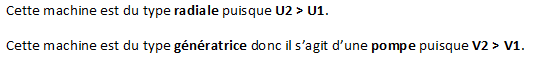 Cette machine est du type radiale puisque U2 > U1.
Cette machine est du type génératrice donc il s’agit d’une pompe puisque V2 > V1.